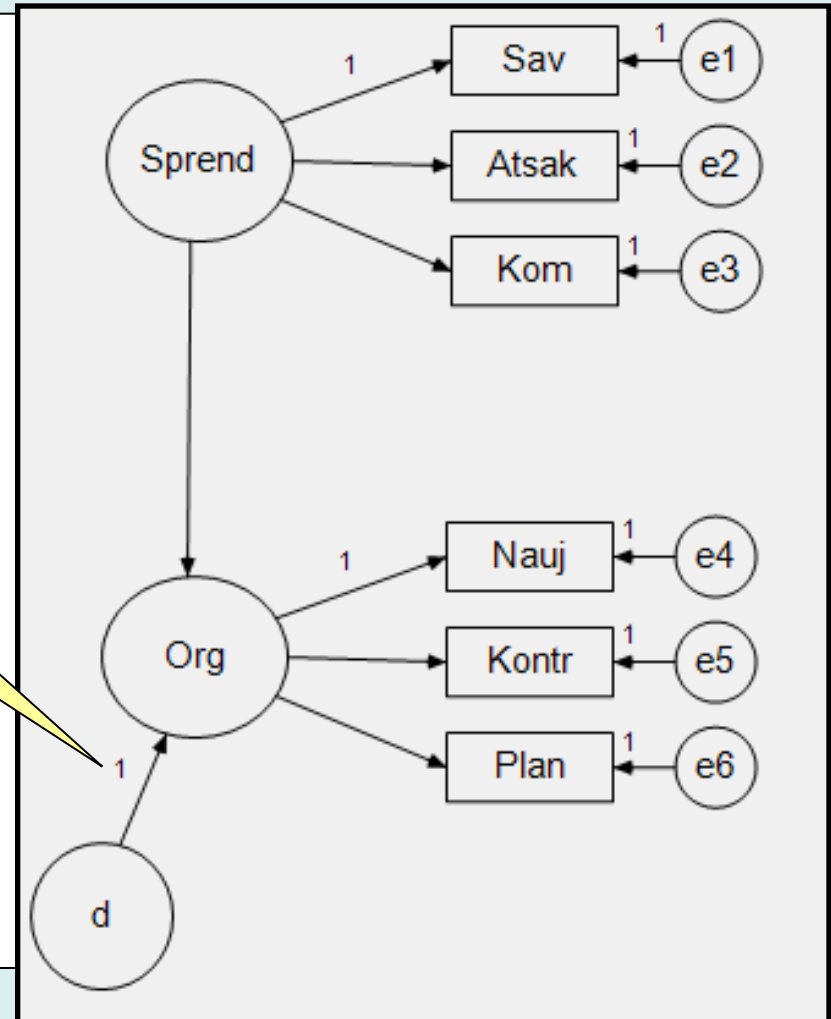 1
Sav
1
e1
Sprend
Atsak
1
e2
Kom
1
e3
1
Nauj
1
e4
Org
Kontr
1
e5
Plan
1
e6
1
d